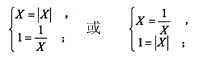 {X=|X| ,
1=1/X ;
或
{X=1/X ,
1=|X| ;